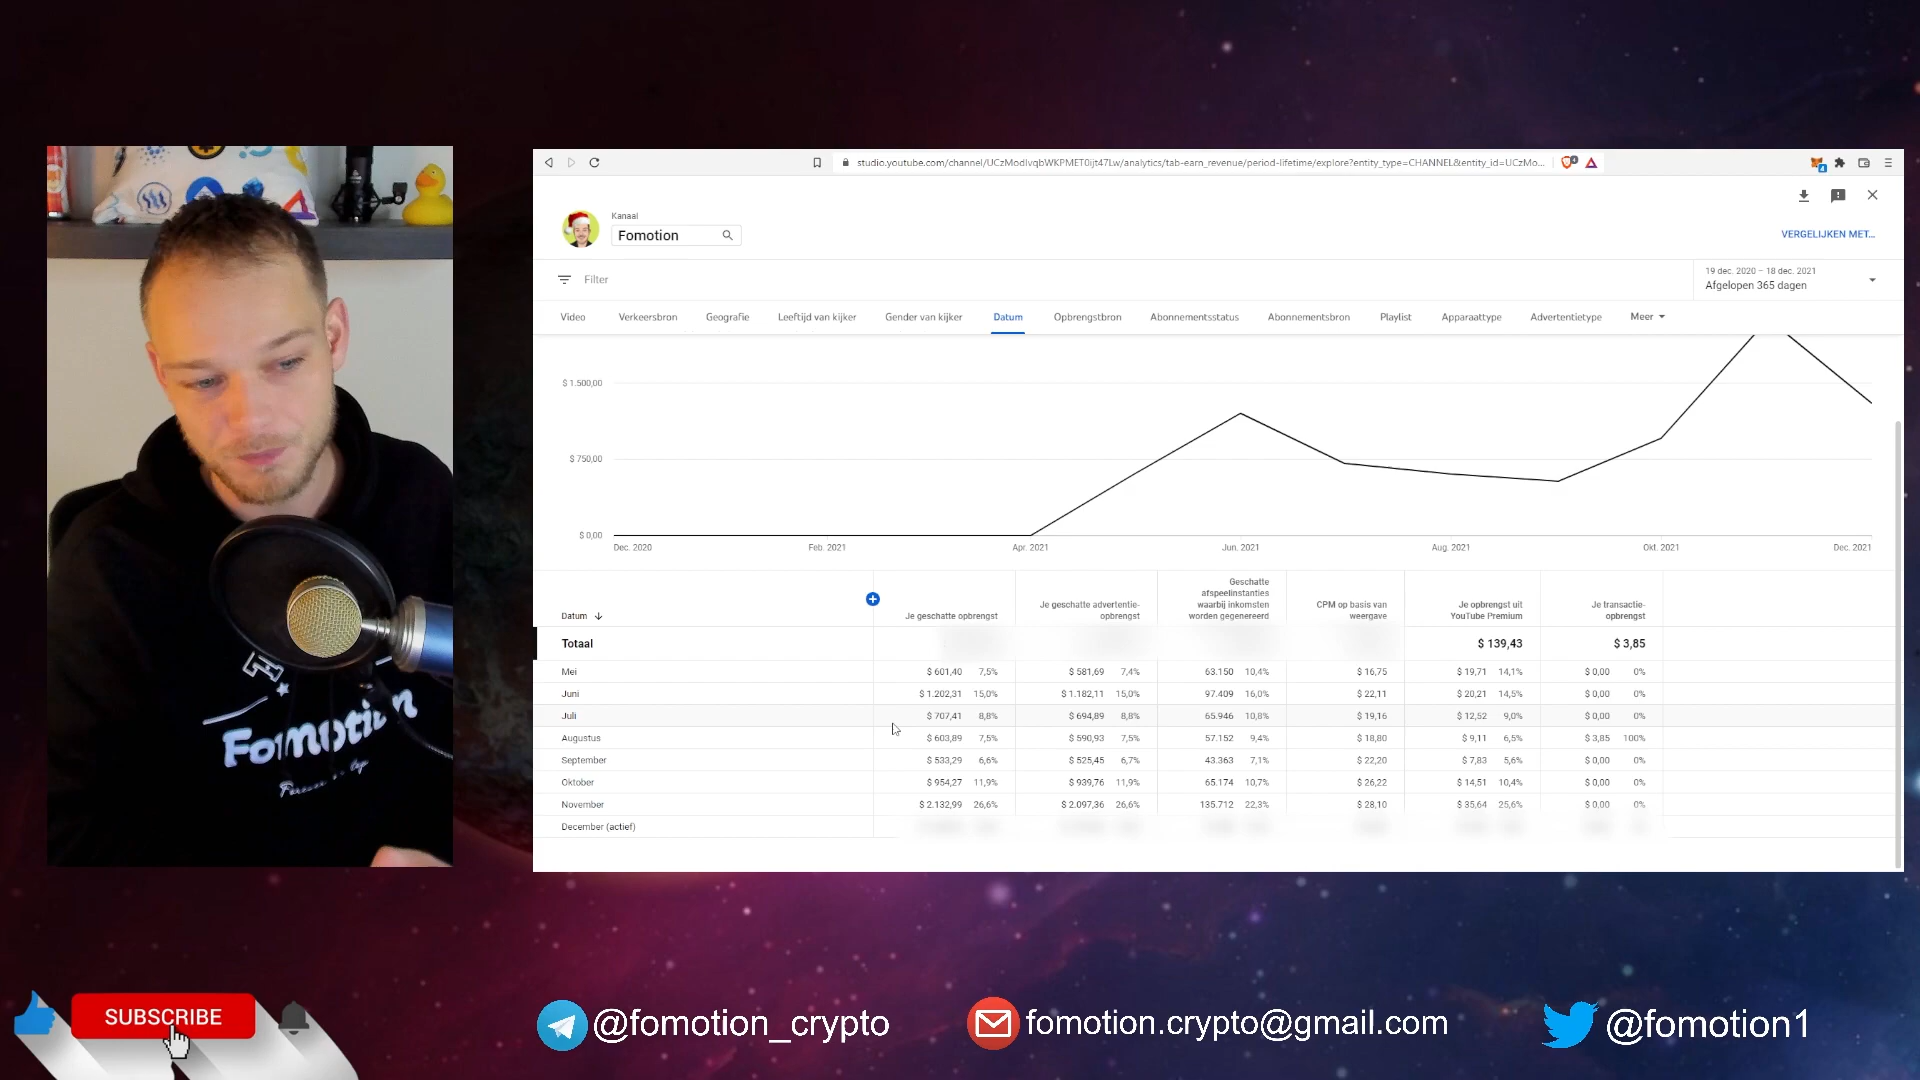 studio.youtube.com/channel/UCzModIvqbWKPMET0ijt47Lw/analytics/tab-earn_revenue/period-lifetime/explore?entity_type=CHANNEL&entity_id=UCzMo...
Kanaal
Fomotion
VERGELIJKEN MET...
Filter
19 dec. 2020 – 18 dec. 2021
Afgelopen 365 dagen
Video Verkeersbron Geografie Leeftijd van kijker Gender van kijker Datum Opbrengstbron Abonnementsstatus Abonnementsbron Playlist Apparaattype Advertentietype Meer
$ 1.500,00
$ 750,00
$ 0,00
Dec. 2020 Feb. 2021 Apr. 2021 Jun. 2021 Aug. 2021 Okt. 2021 Dec. 2021
Datum
Je geschatte opbrengst
Je geschatte advertentie-
opbrengst
Geschatte
afspeelinstanties
waarbij inkomsten
worden gegenereerd
CPM op basis van
weergave
Je opbrengst uit
YouTube Premium
Je transactie-
opbrengst
Totaal $ 139,43 $ 3,85
Mei $ 601,40 7,5% $ 581,69 7,4% 63.150 10,4% $ 16,75 $ 19,71 14,1% $ 0,00 0%
Juni $ 1.202,31 15,0% $ 1.182,11 15,0% 97.409 16,0% $ 22,11 $ 20,21 14,5% $ 0,00 0%
Juli $ 707,41 8,8% $ 694,89 8,8% 65.946 10,8% $ 19,16 $ 12,52 9,0% $ 0,00 0%
Augustus $ 603,89 7,5% $ 590,93 7,5% 57.152 9,4% $ 18,80 $ 9,11 6,5% $ 3,85 100%
September $ 533,29 6,6% $ 525,45 6,7% 43.363 7,1% $ 22,20 $ 7,83 5,6% $ 0,00 0%
Oktober $ 954,27 11,9% $ 939,76 11,9% 65.174 10,7% $ 26,22 $ 14,51 10,4% $ 0,00 0%
November $ 2.132,99 26,6% $ 2.097,36 26,6% 135.712 22,3% $ 28,10 $ 35,64 25,6% $ 0,00 0%
December (actief)
Fomotion
SUBSCRIBE
@fomotion_crypto
fomotion.crypto@gmail.com
@fomotion1